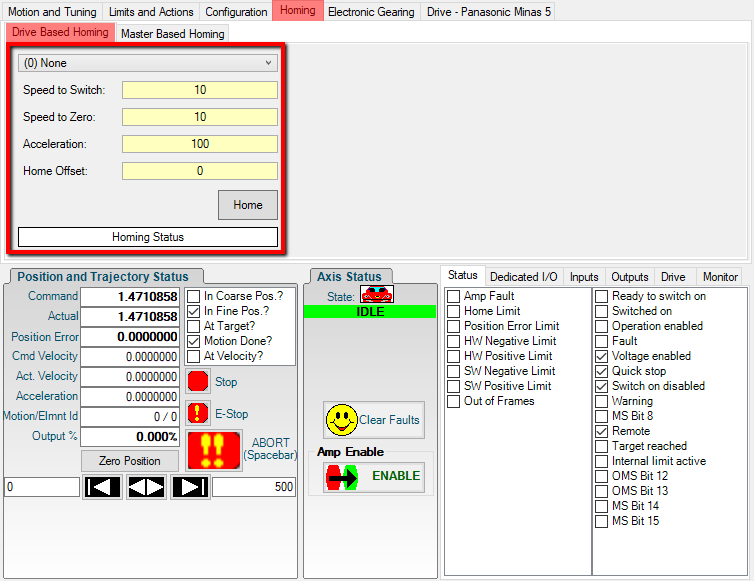 Motion and Tuning Limits and Actions Configuration Homing Electronic Gearing Drive - Panasonic Minas 5
Drive Based Homing Master Based Homing
(0) None
Speed to Switch: 10
Speed to Zero: 10
Acceleration: 100
Home Offset: 0
Home
Homing Status
Position and Trajectory Status
Command 1.4710858
Actual 1.4710858
Position Error 0.0000000
Cmd Velocity 0.0000000
Act. Velocity 0.0000000
Acceleration 0.0000000
Motion/Elmnt Id 0 / 0
Output % 0.000%
Zero Position
In Coarse Pos.?
In Fine Pos.?
At Target?
Motion Done?
At Velocity?
Stop
E-Stop
ABORT
(Spacebar)
0
500
Axis Status
State:
IDLE
Clear Faults
Amp Enable
ENABLE
Status Dedicated I/O Inputs Outputs Drive Monitor
Amp Fault
Home Limit
Position Error Limit
HW Negative Limit
HW Positive Limit
SW Negative Limit
SW Positive Limit
Out of Frames
Ready to switch on
Switched on
Operation enabled
Fault
Voltage enabled
Quick stop
Switch on disabled
Warning
MS Bit 8
Remote
Target reached
Internal limit active
OMS Bit 12
OMS Bit 13
MS Bit 14
MS Bit 15